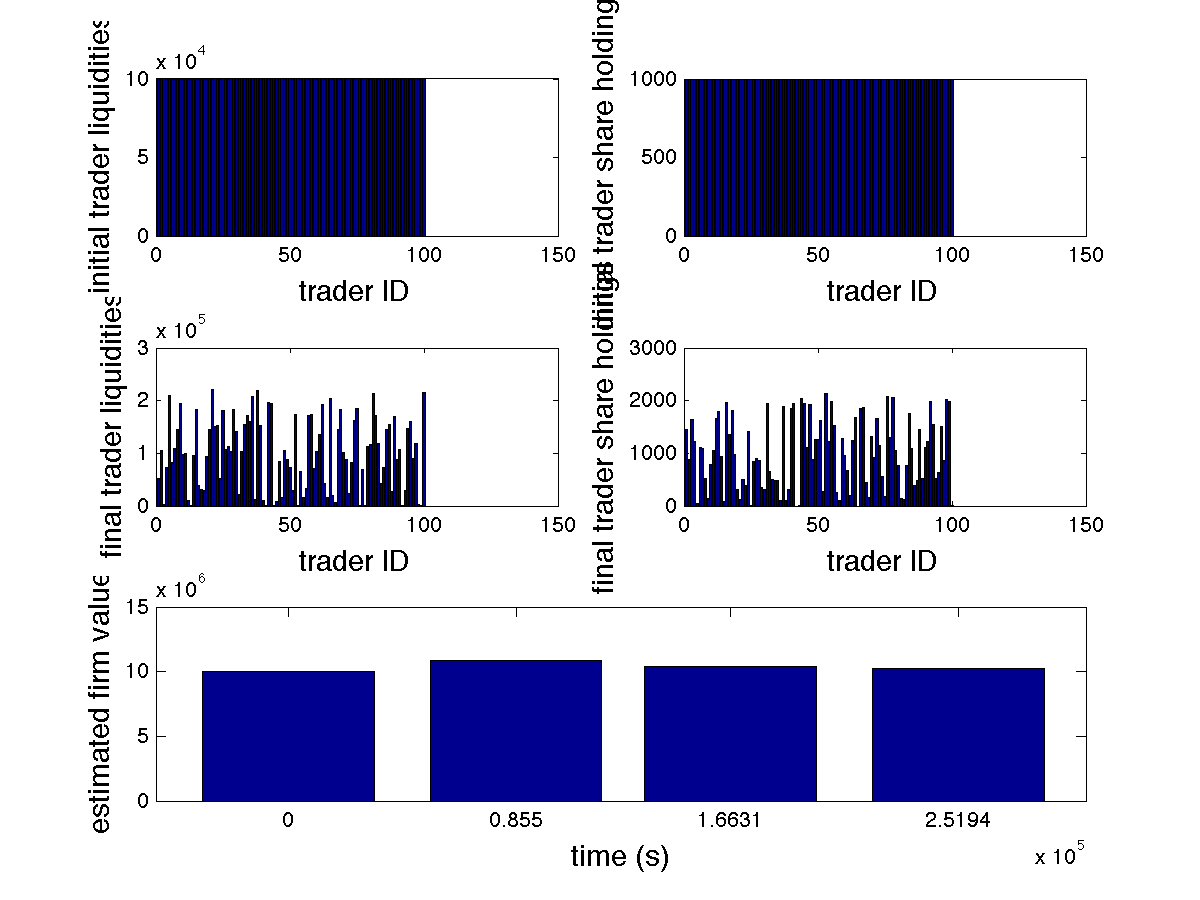 initial trader liquidities
x 10^4
10
5
0
0 50 100 150
trader ID
trader share holding
1000
500
0
0 50 100 150
trader ID
final trader liquidities
x 10^5
3
2
1
0
0 50 100 150
trader ID
final trader share holdings
3000
2000
1000
0
0 50 100 150
trader ID
estimated firm value
x 10^6
15
10
5
0
0 0.855 1.6631 2.5194
time (s)
x 10^5